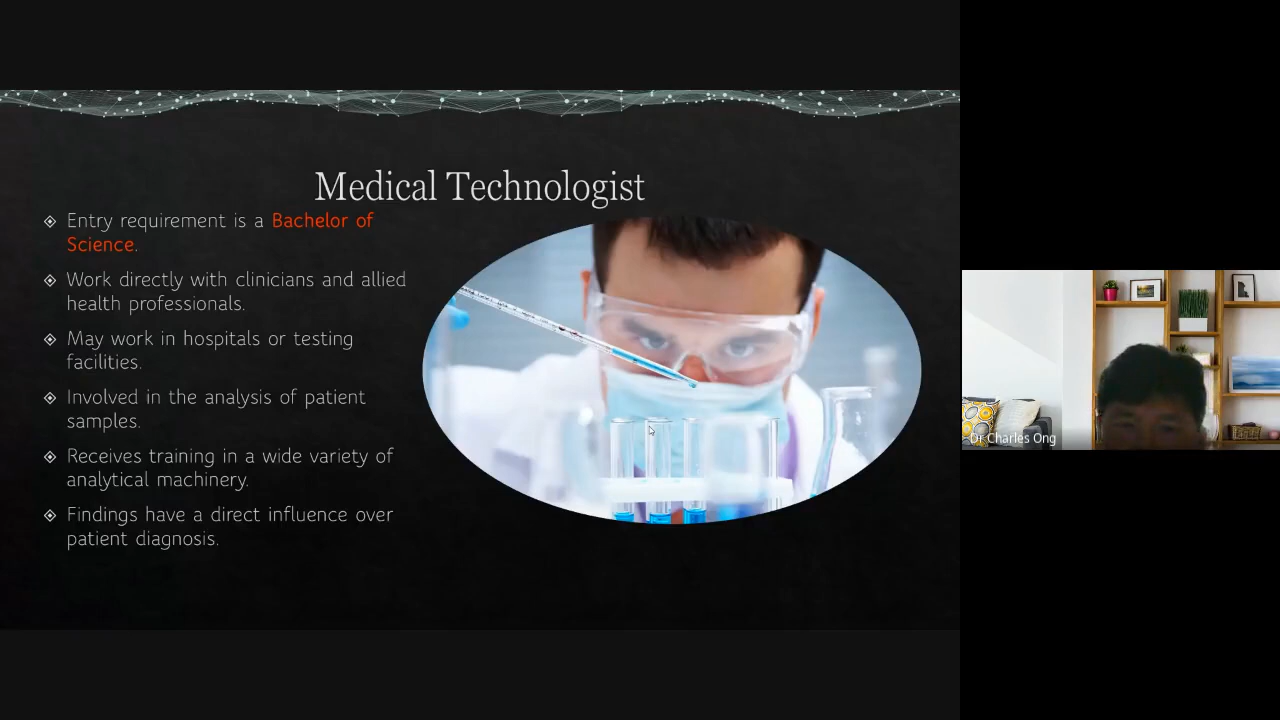 Medical Technologist
Entry requirement is a Bachelor of
Science.
Work directly with clinicians and allied
health professionals.
May work in hospitals or testing
facilities.
Involved in the analysis of patient
samples.
Receives training in a wide variety of
analytical machinery.
Findings have a direct influence over
patient diagnosis.
Dr Charles Ong